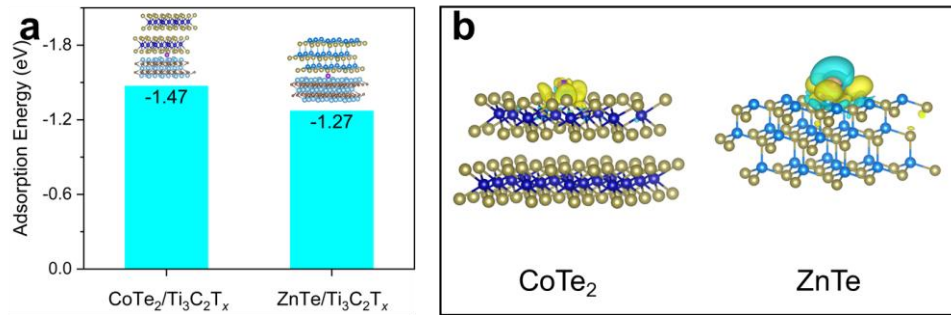 a
Adsorption Energy (eV)
-1.8
-1.2
-0.6
0.0
-1.47
-1.27
CoTe₂/Ti₃C₂Tₓ
ZnTe/Ti₃C₂Tₓ
b
CoTe₂
ZnTe